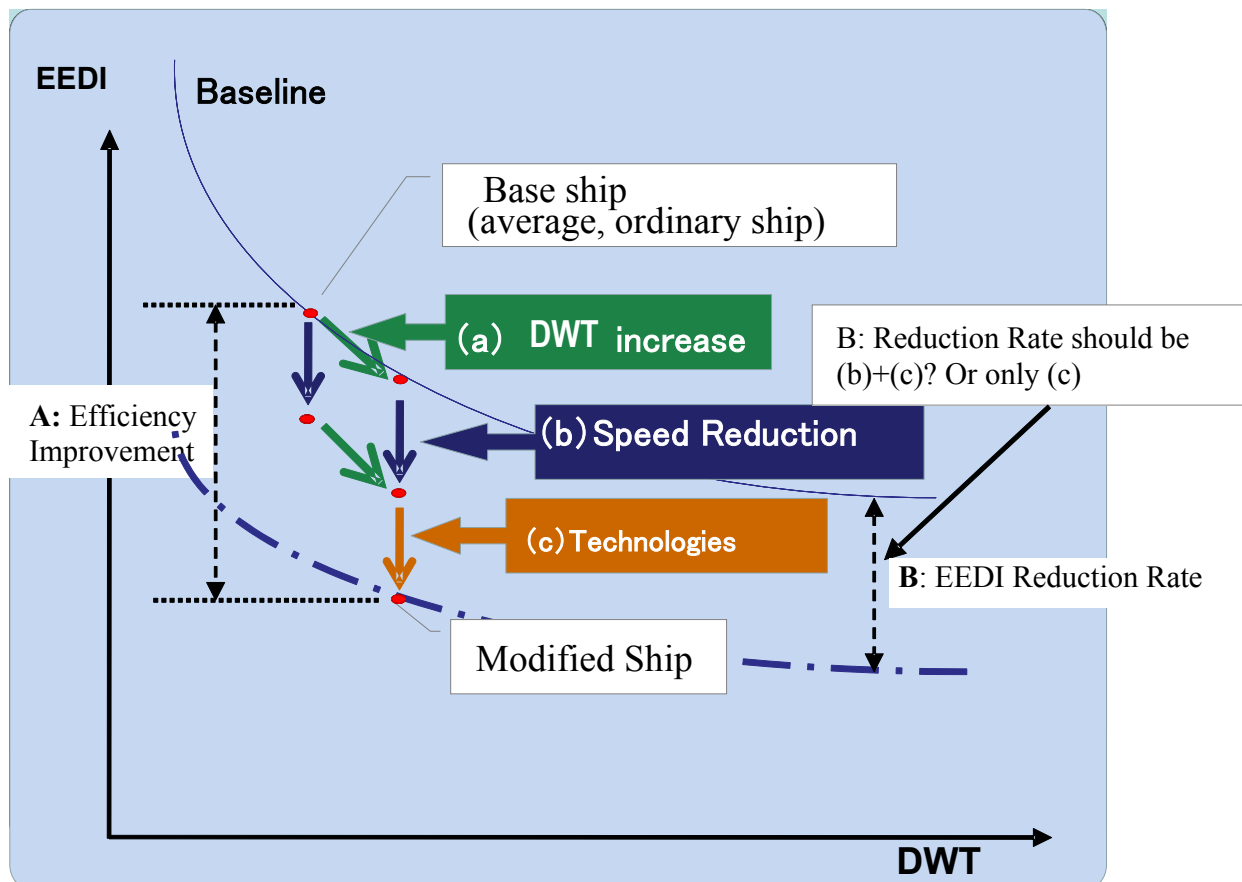 EEDI
Baseline
Base ship
(average, ordinary ship)
(a) DWT increase
B: Reduction Rate should be
(b)+(c)? Or only (c)
A: Efficiency
Improvement
(b)Speed Reduction
(c)Technologies
B: EEDI Reduction Rate
Modified Ship
DWT